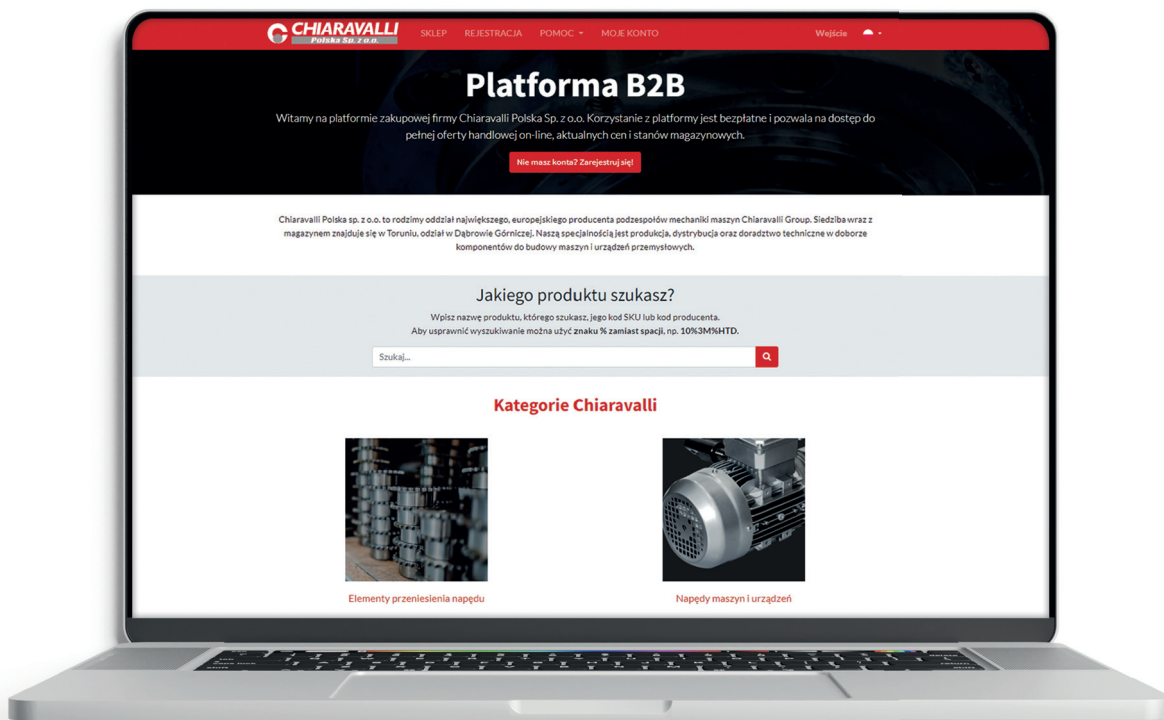 CHIARAVALLI
Polska Sp. z o.o.
SKLEP REJESTRACJA POMOC MOJE KONTO Wejście
Platforma B2B
Witamy na platformie zakupowej firmy Chiaravalli Polska Sp. z o.o. Korzystanie z platformy jest bezpłatne i pozwala na dostęp do
pełnej oferty handlowej on-line, aktualnych cen i stanów magazynowych.
Nie masz konta? Zarejestruj się!
Chiaravalli Polska sp. z o.o. to rodzimy oddział największego, europejskiego producenta podzespołów mechaniki maszyn Chiaravalli Group. Siedziba wraz z
magazynem znajduje się w Toruniu, odział w Dąbrowie Górniczej. Naszą specjalnością jest produkcja, dystrybucja oraz doradztwo techniczne w doborze
komponentów do budowy maszyn i urządzeń przemysłowych.
Jakiego produktu szukasz?
Wpisz nazwę produktu, którego szukasz, jego kod SKU lub kod producenta.
Aby usprawnić wyszukiwanie można użyć znaku % zamiast spacji, np. 10%3M%HTD.
Szukaj...
Kategorie Chiaravalli
Elementy przeniesienia napędu
Napędy maszyn i urządzeń